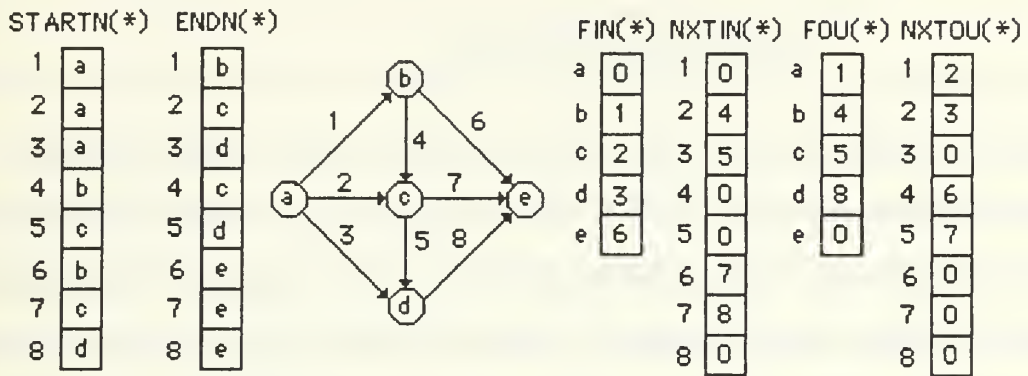 STARTN(*) ENDN(*) FIN(*) NXTIN(*) FOU(*) NXTOU(*)
1 a
2 a
3 a
4 b
5 c
6 b
7 c
8 d
1 b
2 c
3 d
4 c
5 d
6 e
7 e
8 e
b
1 6
4
a 2 c 7 e
3 5 8
d
a 0
b 1
c 2
d 3
e 6
1 0
2 4
3 5
4 0
5 0
6 7
7 8
8 0
a 1
b 4
c 5
d 8
e 0
1 2
2 3
3 0
4 6
5 7
6 0
7 0
8 0